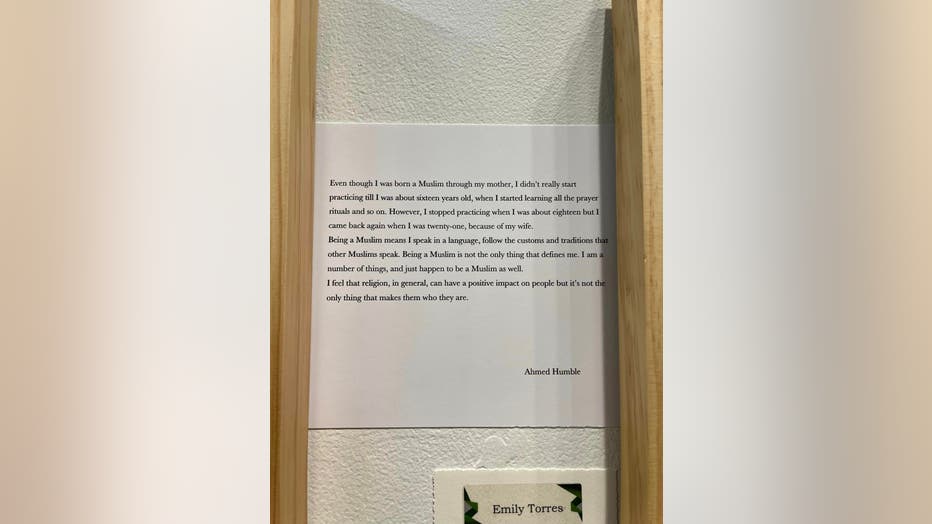 Even though I was born a Muslim through my mother, I didn't really start
practicing till I was about sixteen years old, when I started learning all the prayer
rituals and so on. However, I stopped practicing when I was about eighteen but I
came back again when I was twenty-one, because of my wife.
Being a Muslim means I speak in a language, follow the customs and traditions that
other Muslims speak. Being a Muslim is not the only thing that defines me. I am a
number of things, and just happen to be a Muslim as well.
I feel that religion, in general, can have a positive impact on people but it's not the
only thing that makes them who they are.
Ahmed Humble
Emily Torres